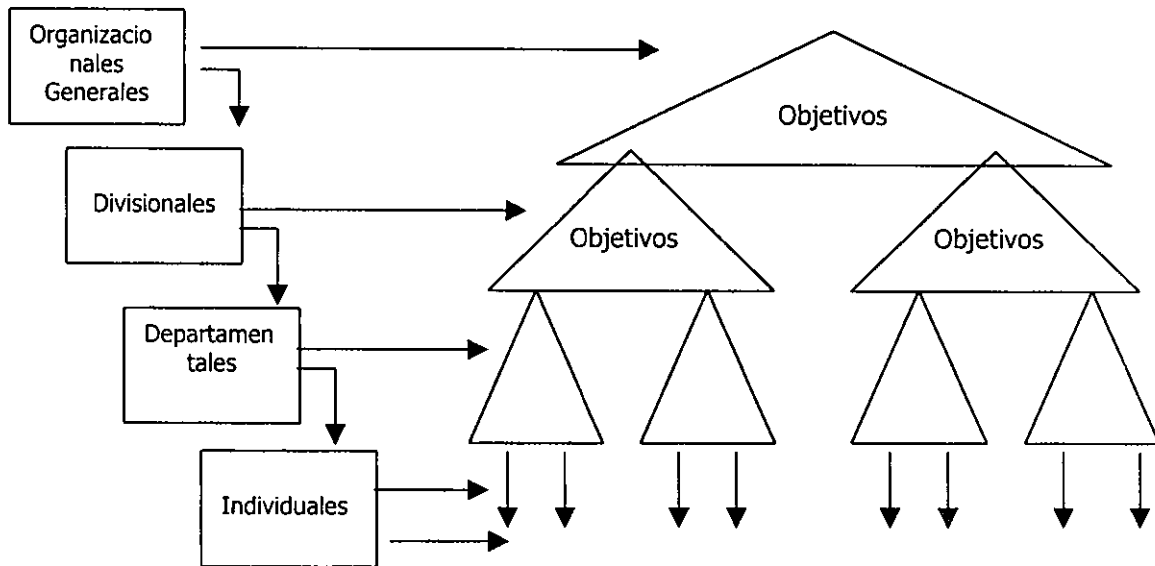 Organizacio
nales
Generales
Objetivos
Divisionales
Objetivos
Objetivos
Departamen
tales
Individuales